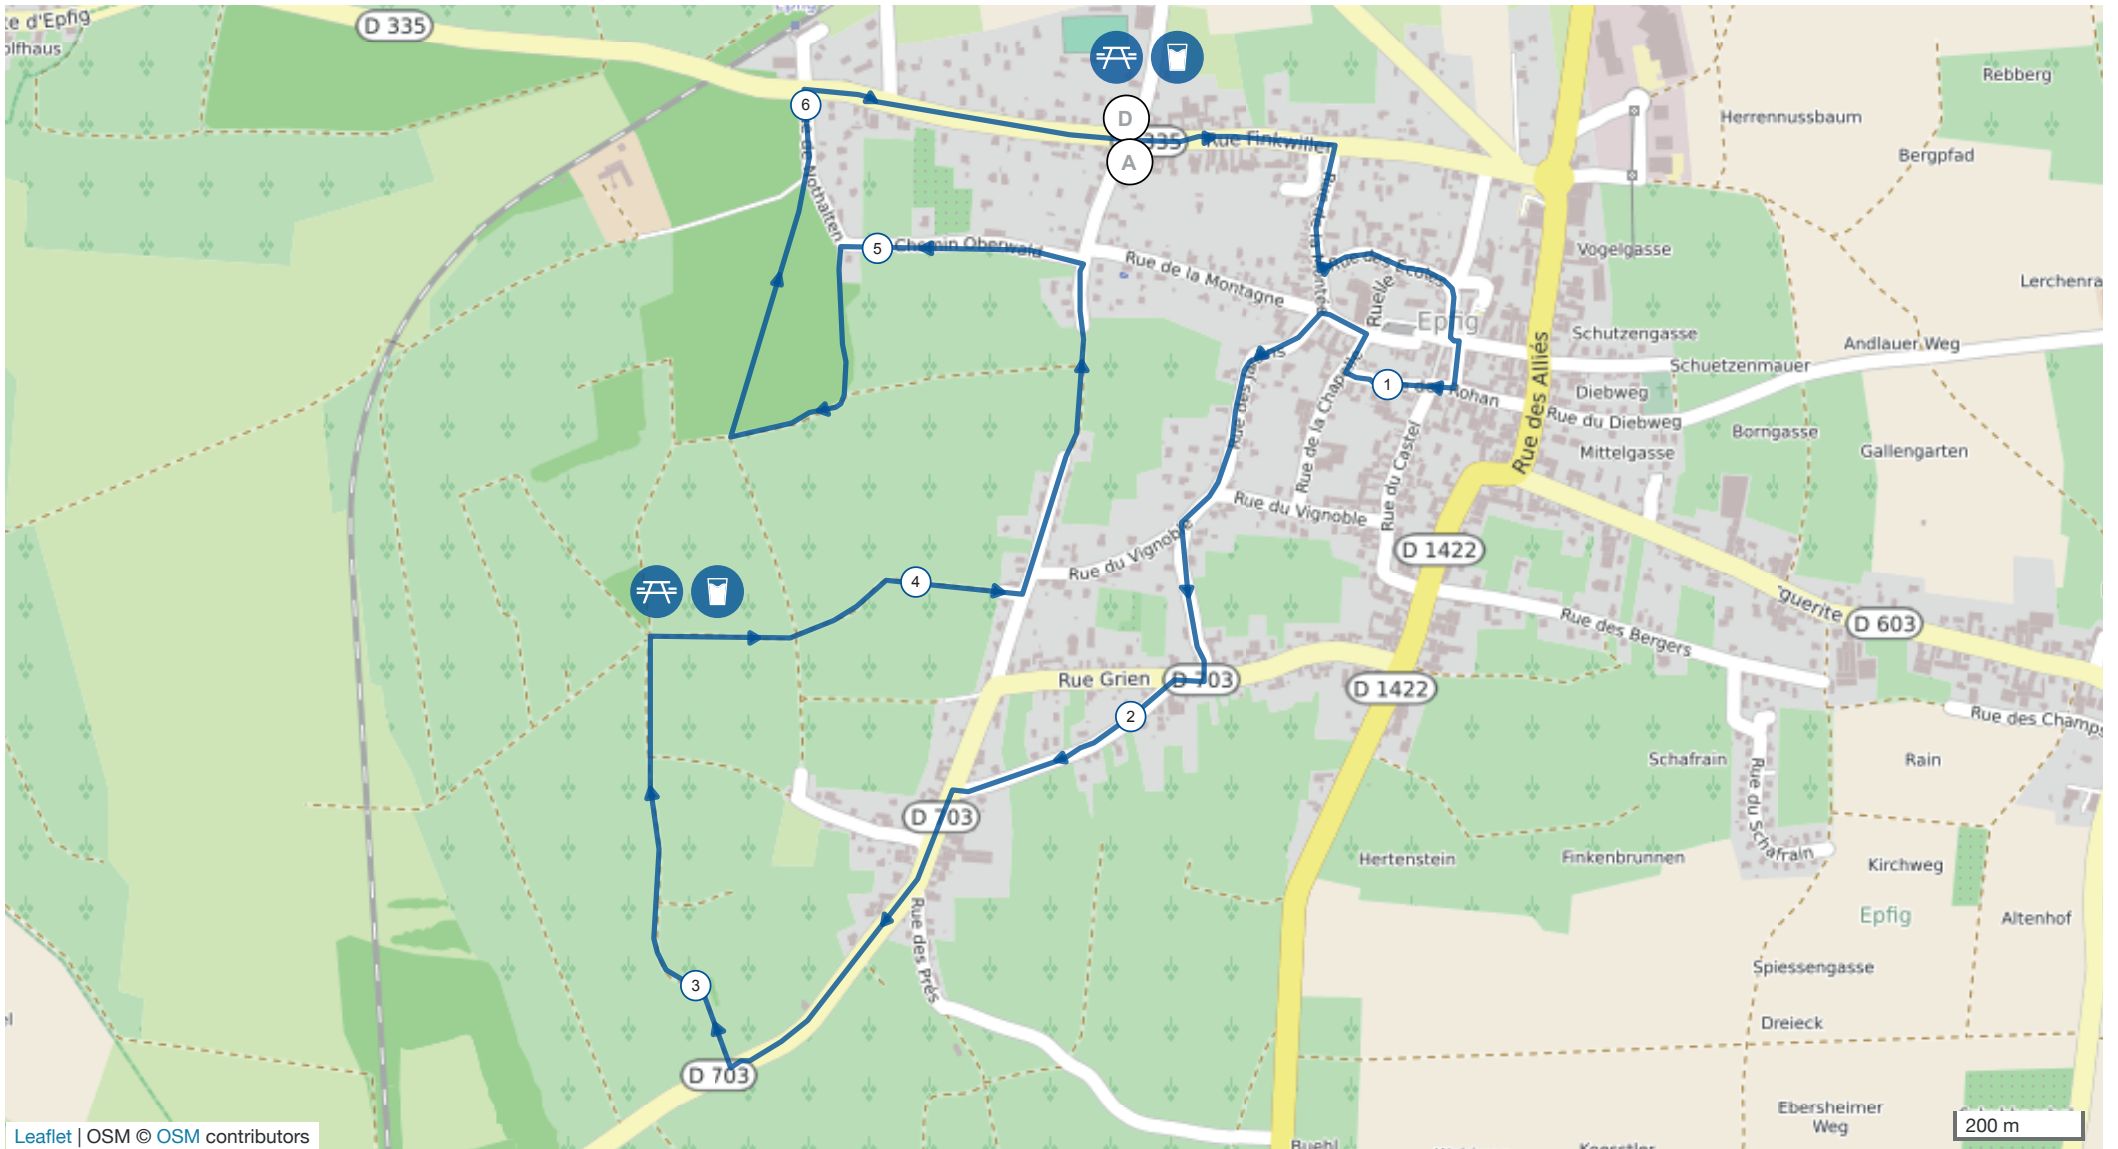 te d'Epfig
olfhaus
D 335
Epfig
6
D
A
335
Rue Finkwiller
Rebberg
Herrennussbaum
Bergpfad
Vogelgasse
Lerchenra
5
Chemin Oberwald
Nothalten
Rue de la Montagne
Rue des Ecoles
Ruelle
Epfig
Schutzengasse
Andlauer Weg
Schuetzenmauer
Diebweg
Rue du Diebweg
Borngasse
Mittelgasse
Gallengarten
Rue des Alliés
1
Rohan
Rue de la Chapelle
Rue du Castel
Rue du Vignoble
Rue du Vignoble
D 1422
4
guerite
D 603
Rue des Bergers
Rue Grien
D 703
D 1422
2
Rue des Champs
Schafrain
Rain
Rue du Schafrain
D 703
Hertenstein
Finkenbrunnen
Kirchweg
Epfig
Altenhof
Rue des Prés
Spiessengasse
3
Dreieck
D 703
Ebersheimer
Weg
Buehl
200 m
Leaflet | OSM © OSM contributors